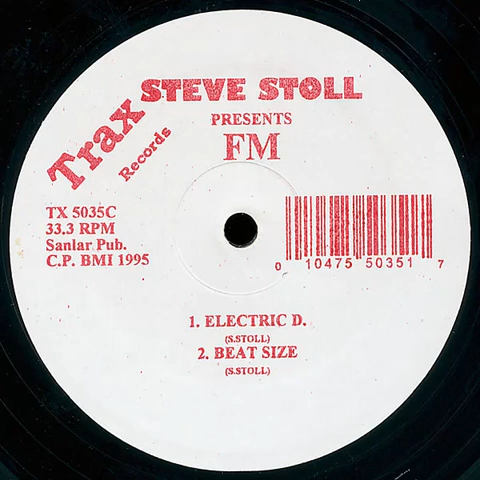 Trax
Records
STEVE STOLL
PRESENTS
FM
TX 5035C
33.3 RPM
Sanlar Pub.
C.P. BMI 1995
0 10475 50351 7
1. ELECTRIC D.
(S.STOLL)
2. BEAT SIZE
(S.STOLL)